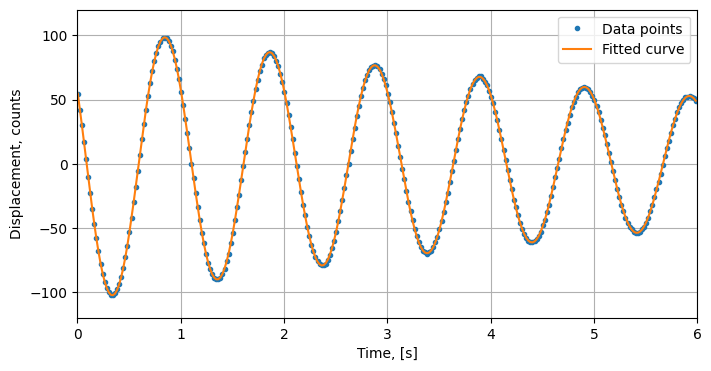 Data points
Fitted curve
100
50
0
−50
−100
Displacement, counts
0 1 2 3 4 5 6
Time, [s]